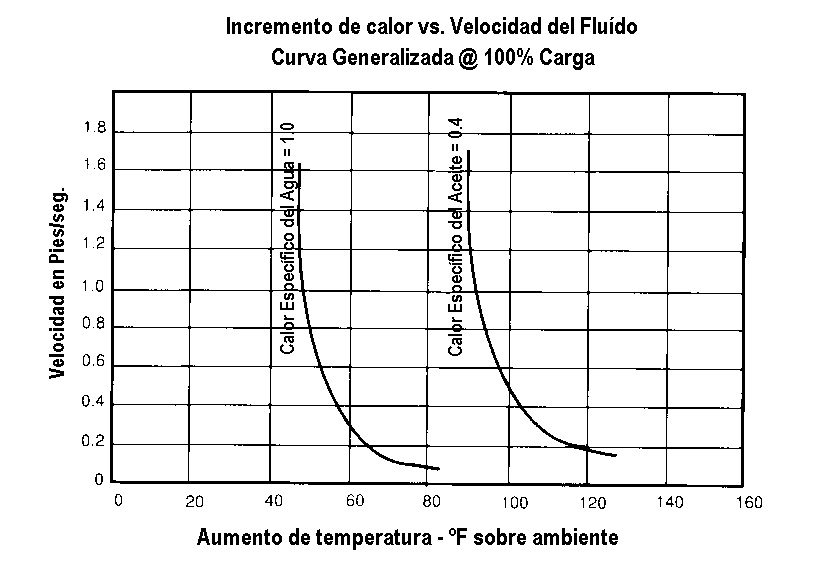 Incremento de calor vs. Velocidad del Fluído
Curva Generalizada @ 100% Carga
Velocidad en Pies/seg.
1.8
1.6
1.4
1.2
1.0
0.8
0.6
0.4
0.2
0
Calor Específico del Agua = 1.0
Calor Específico del Aceite = 0.4
0 20 40 60 80 100 120 140 160
Aumento de temperatura - ºF sobre ambiente